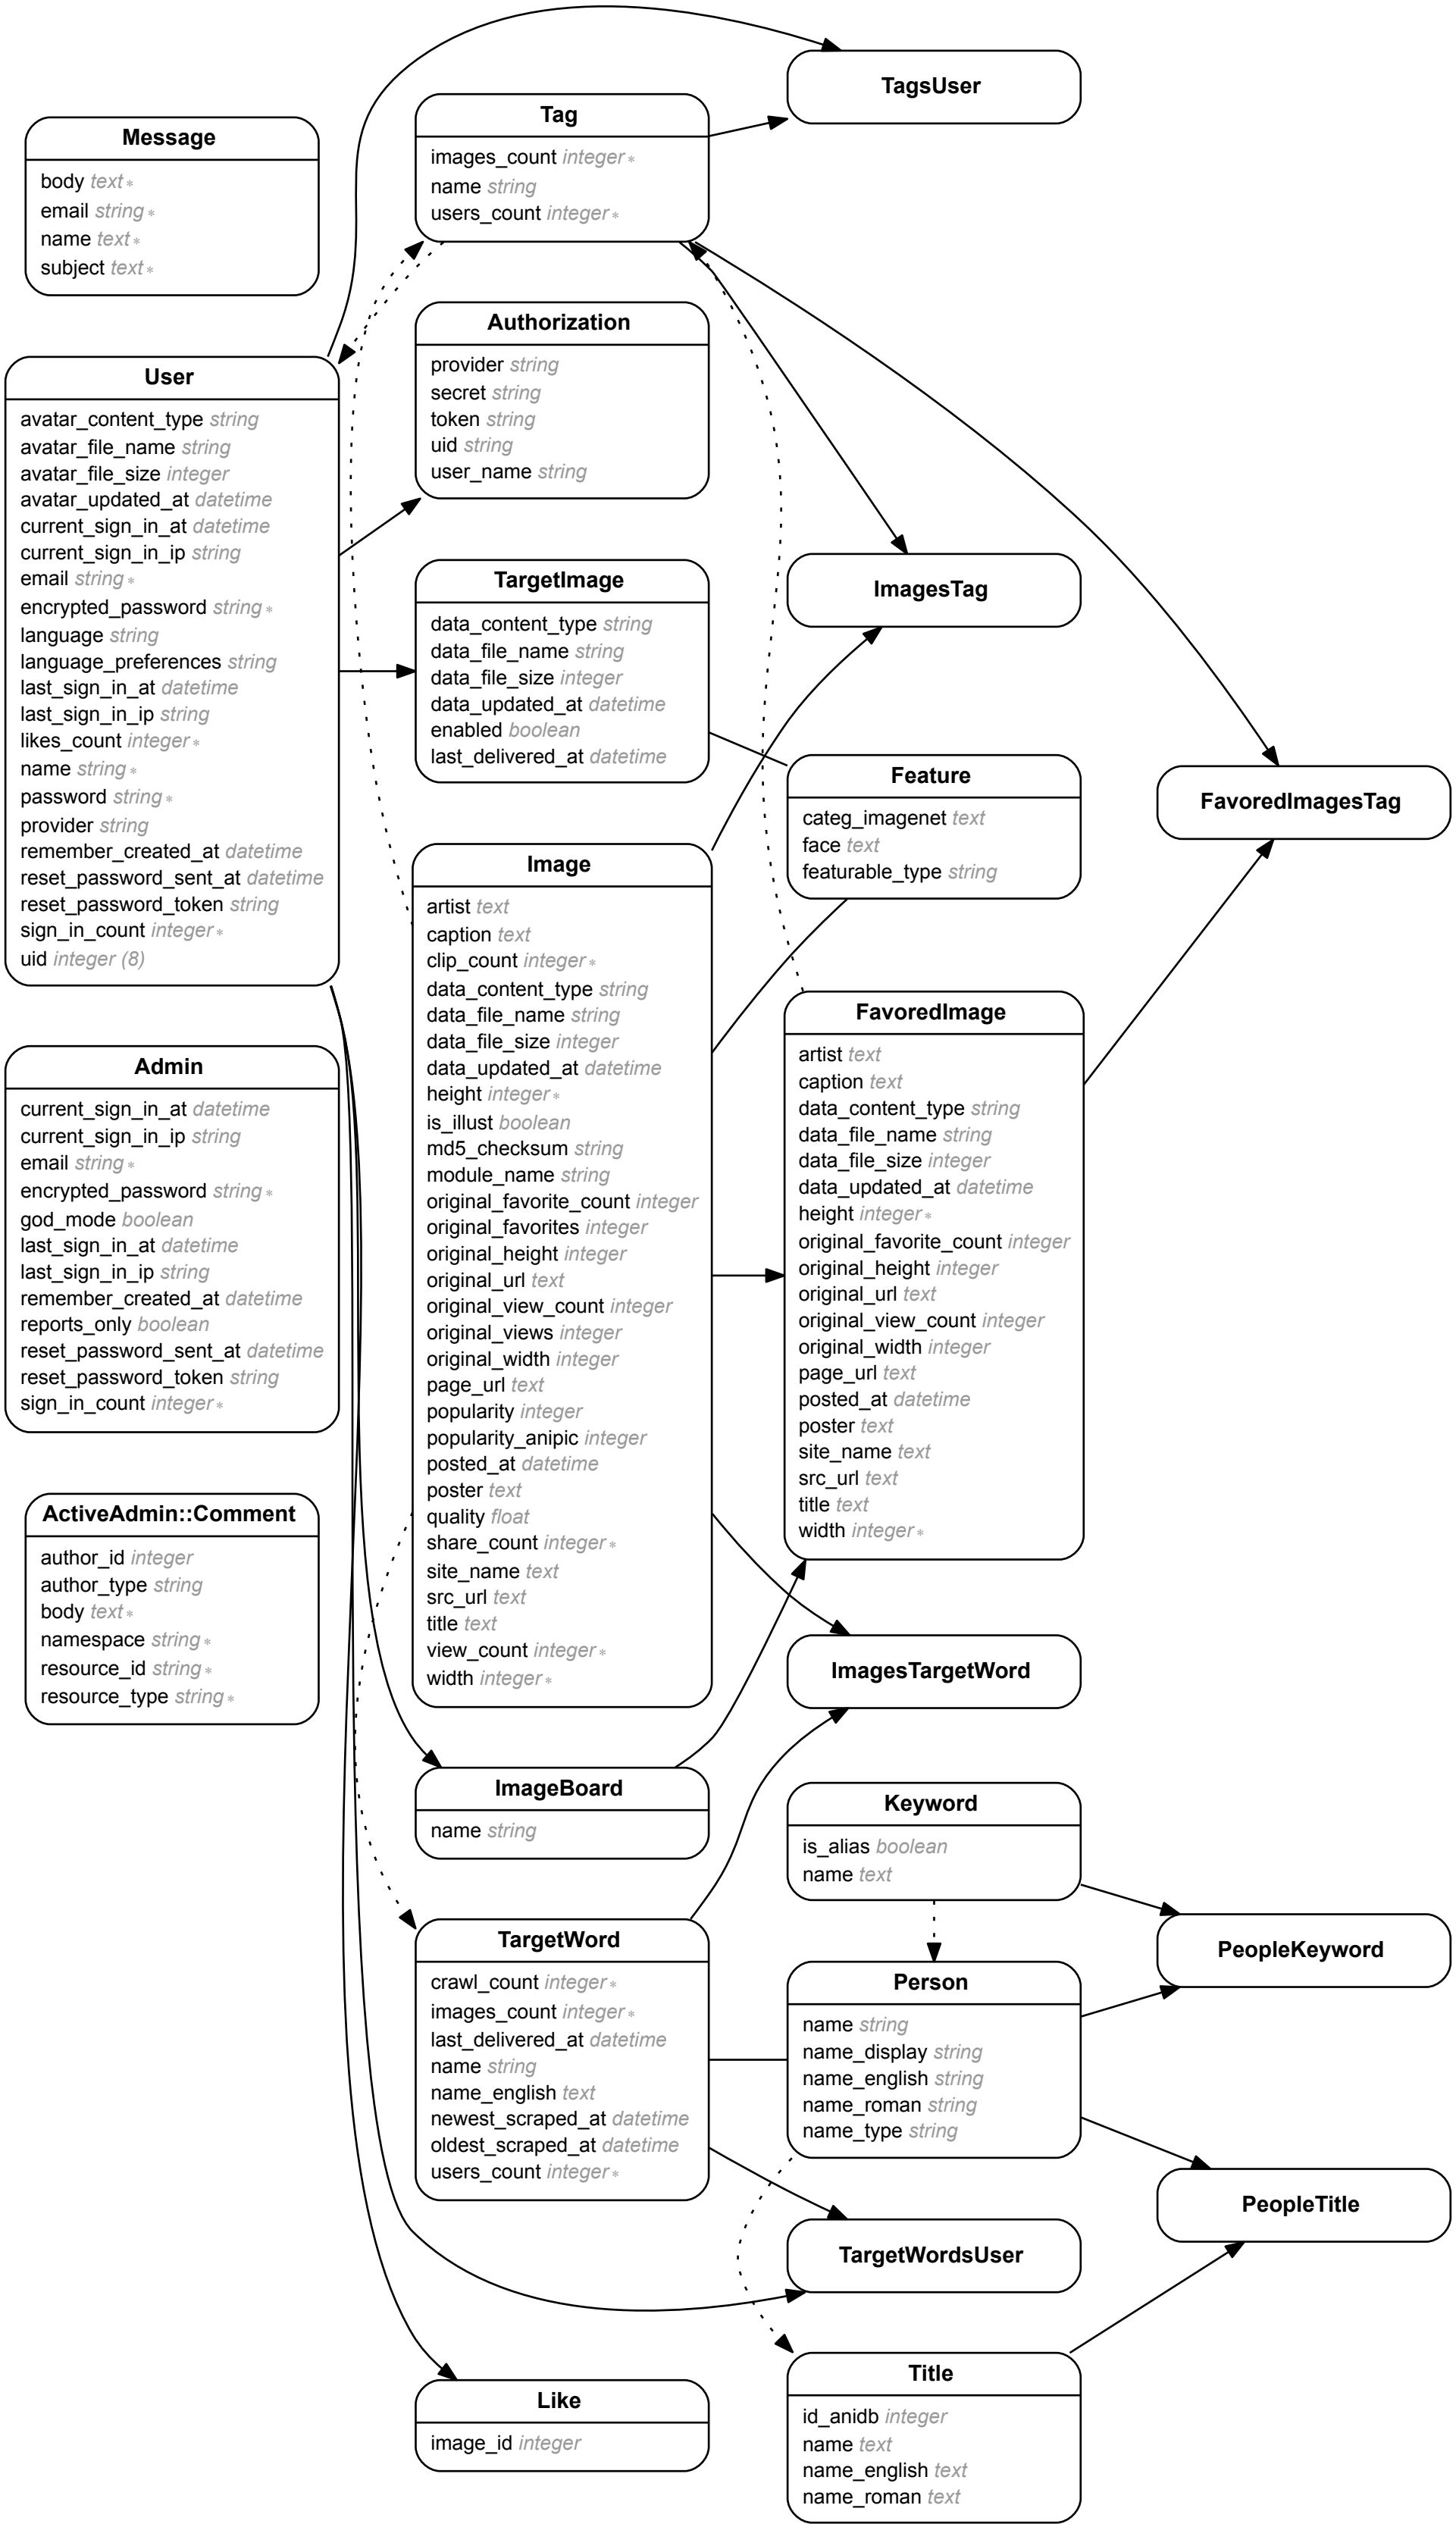 TagsUser
Tag
images_count integer *
name string
users_count integer *
Message
body text *
email string *
name text *
subject text *
Authorization
provider string
secret string
token string
uid string
user_name string
User
avatar_content_type string
avatar_file_name string
avatar_file_size integer
avatar_updated_at datetime
current_sign_in_at datetime
current_sign_in_ip string
email string *
encrypted_password string *
language string
language_preferences string
last_sign_in_at datetime
last_sign_in_ip string
likes_count integer *
name string *
password string *
provider string
remember_created_at datetime
reset_password_sent_at datetime
reset_password_token string
sign_in_count integer *
uid integer (8)
TargetImage
data_content_type string
data_file_name string
data_file_size integer
data_updated_at datetime
enabled boolean
last_delivered_at datetime
ImagesTag
Feature
categ_imagenet text
face text
featurable_type string
FavoredImagesTag
Image
artist text
caption text
clip_count integer *
data_content_type string
data_file_name string
data_file_size integer
data_updated_at datetime
height integer *
is_illust boolean
md5_checksum string
module_name string
original_favorite_count integer
original_favorites integer
original_height integer
original_url text
original_view_count integer
original_views integer
original_width integer
page_url text
popularity integer
popularity_anipic integer
posted_at datetime
poster text
quality float
share_count integer *
site_name text
src_url text
title text
view_count integer *
width integer *
FavoredImage
artist text
caption text
data_content_type string
data_file_name string
data_file_size integer
data_updated_at datetime
height integer *
original_favorite_count integer
original_height integer
original_url text
original_view_count integer
original_width integer
page_url text
posted_at datetime
poster text
site_name text
src_url text
title text
width integer *
Admin
current_sign_in_at datetime
current_sign_in_ip string
email string *
encrypted_password string *
god_mode boolean
last_sign_in_at datetime
last_sign_in_ip string
remember_created_at datetime
reports_only boolean
reset_password_sent_at datetime
reset_password_token string
sign_in_count integer *
ActiveAdmin::Comment
author_id integer
author_type string
body text *
namespace string *
resource_id string *
resource_type string *
ImagesTargetWord
ImageBoard
name string
Keyword
is_alias boolean
name text
PeopleKeyword
TargetWord
crawl_count integer *
images_count integer *
last_delivered_at datetime
name string
name_english text
newest_scraped_at datetime
oldest_scraped_at datetime
users_count integer *
Person
name string
name_display string
name_english string
name_roman string
name_type string
PeopleTitle
TargetWordsUser
Like
image_id integer
Title
id_anidb integer
name text
name_english text
name_roman text